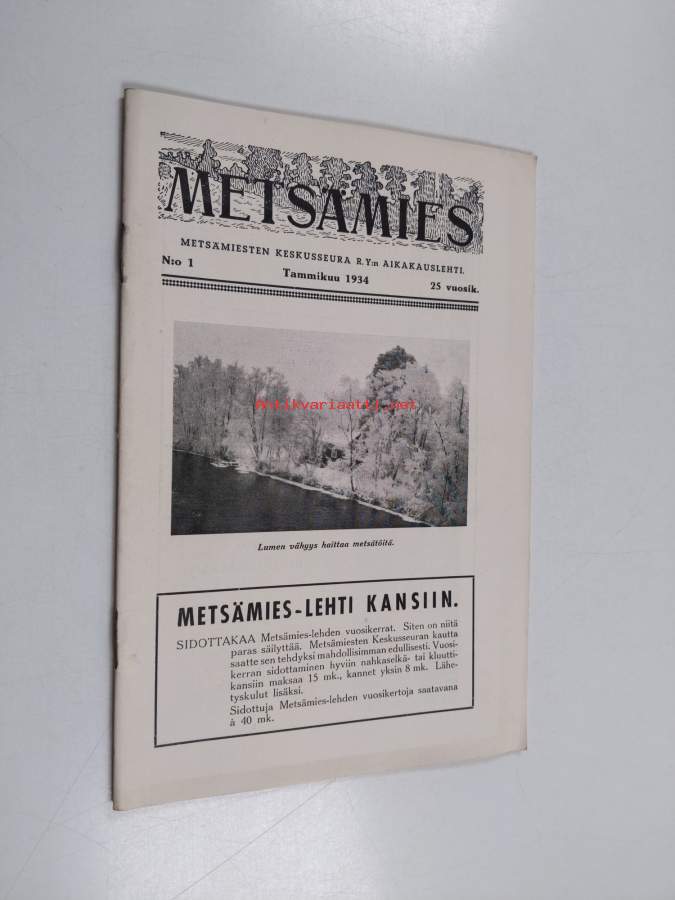 METSÄMIES
METSÄMIESTEN KESKUSSEURA R.Y:n AIKAKAUSLEHTI.
N:o 1 Tammikuu 1934 25 vuosik.
Antikvariaatti.net
Lumen vähyys haittaa metsätöitä.
METSÄMIES-LEHTI KANSIIN.
SIDOTTAKAA Metsämies-lehden vuosikerrat. Siten on niitä
paras säilyttää. Metsämiesten Keskusseuran kautta
saatte sen tehdyksi mahdollisimman edullisesti. Vuosi-
kerran sidottaminen hyviin nahkaselkä- tai kluutti-
kansiin maksaa 15 mk., kannet yksin 8 mk. Lähe-
tyskulut lisäksi.
Sidottuja Metsämies-lehden vuosikertoja saatavana
à 40 mk.